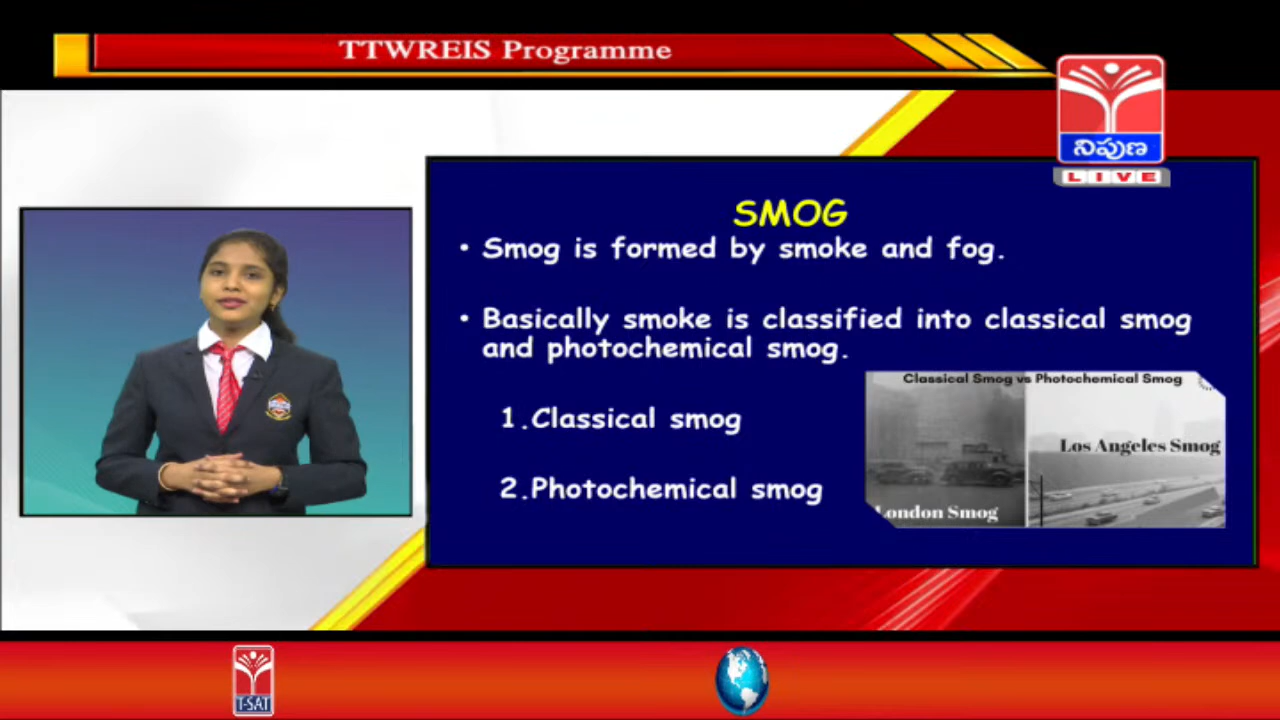 TTWREIS Programme
నిపుణ
LIVE
SMOG
• Smog is formed by smoke and fog.
• Basically smoke is classified into classical smog
and photochemical smog.
1.Classical smog
2.Photochemical smog
Classical Smog vs Photochemical Smog
Los Angeles Smog
London Smog
T-SAT